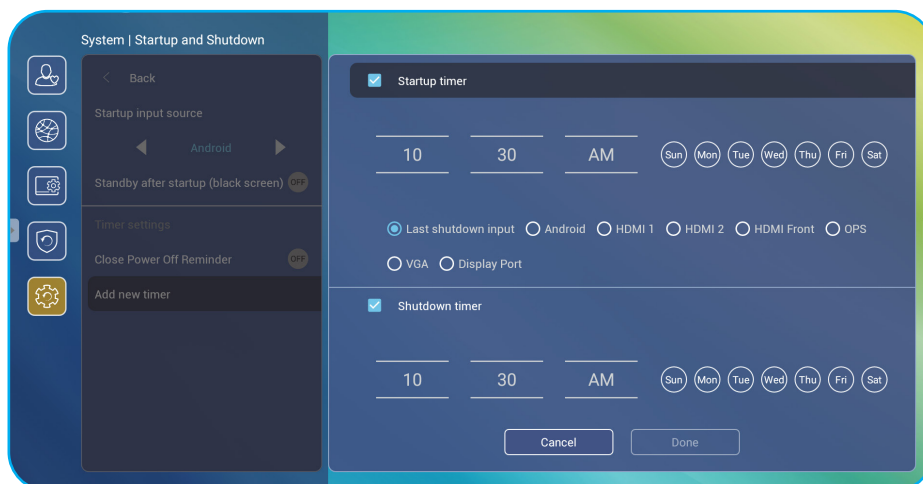 System | Startup and Shutdown
Back
Startup input source
Android
Standby after startup (black screen) OFF
Timer settings
Close Power Off Reminder OFF
Add new timer
Startup timer
10 30 AM Sun Mon Tue Wed Thu Fri Sat
Last shutdown input Android HDMI 1 HDMI 2 HDMI Front OPS
VGA Display Port
Shutdown timer
10 30 AM Sun Mon Tue Wed Thu Fri Sat
Cancel Done